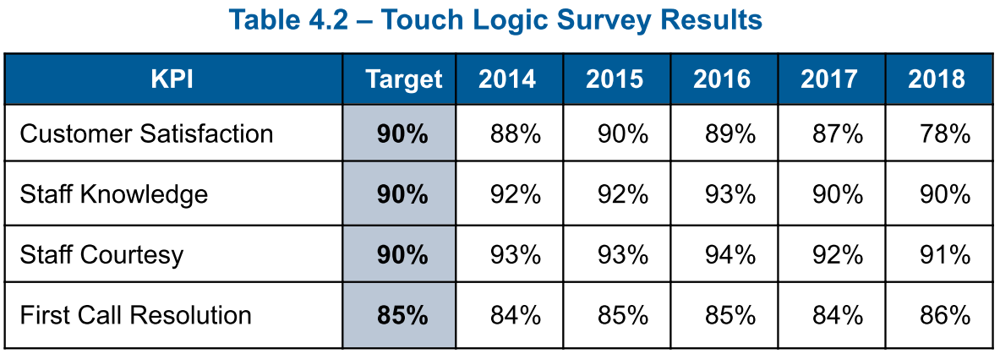 Table 4.2 – Touch Logic Survey Results
KPI Target 2014 2015 2016 2017 2018
Customer Satisfaction 90% 88% 90% 89% 87% 78%
Staff Knowledge 90% 92% 92% 93% 90% 90%
Staff Courtesy 90% 93% 93% 94% 92% 91%
First Call Resolution 85% 84% 85% 85% 84% 86%